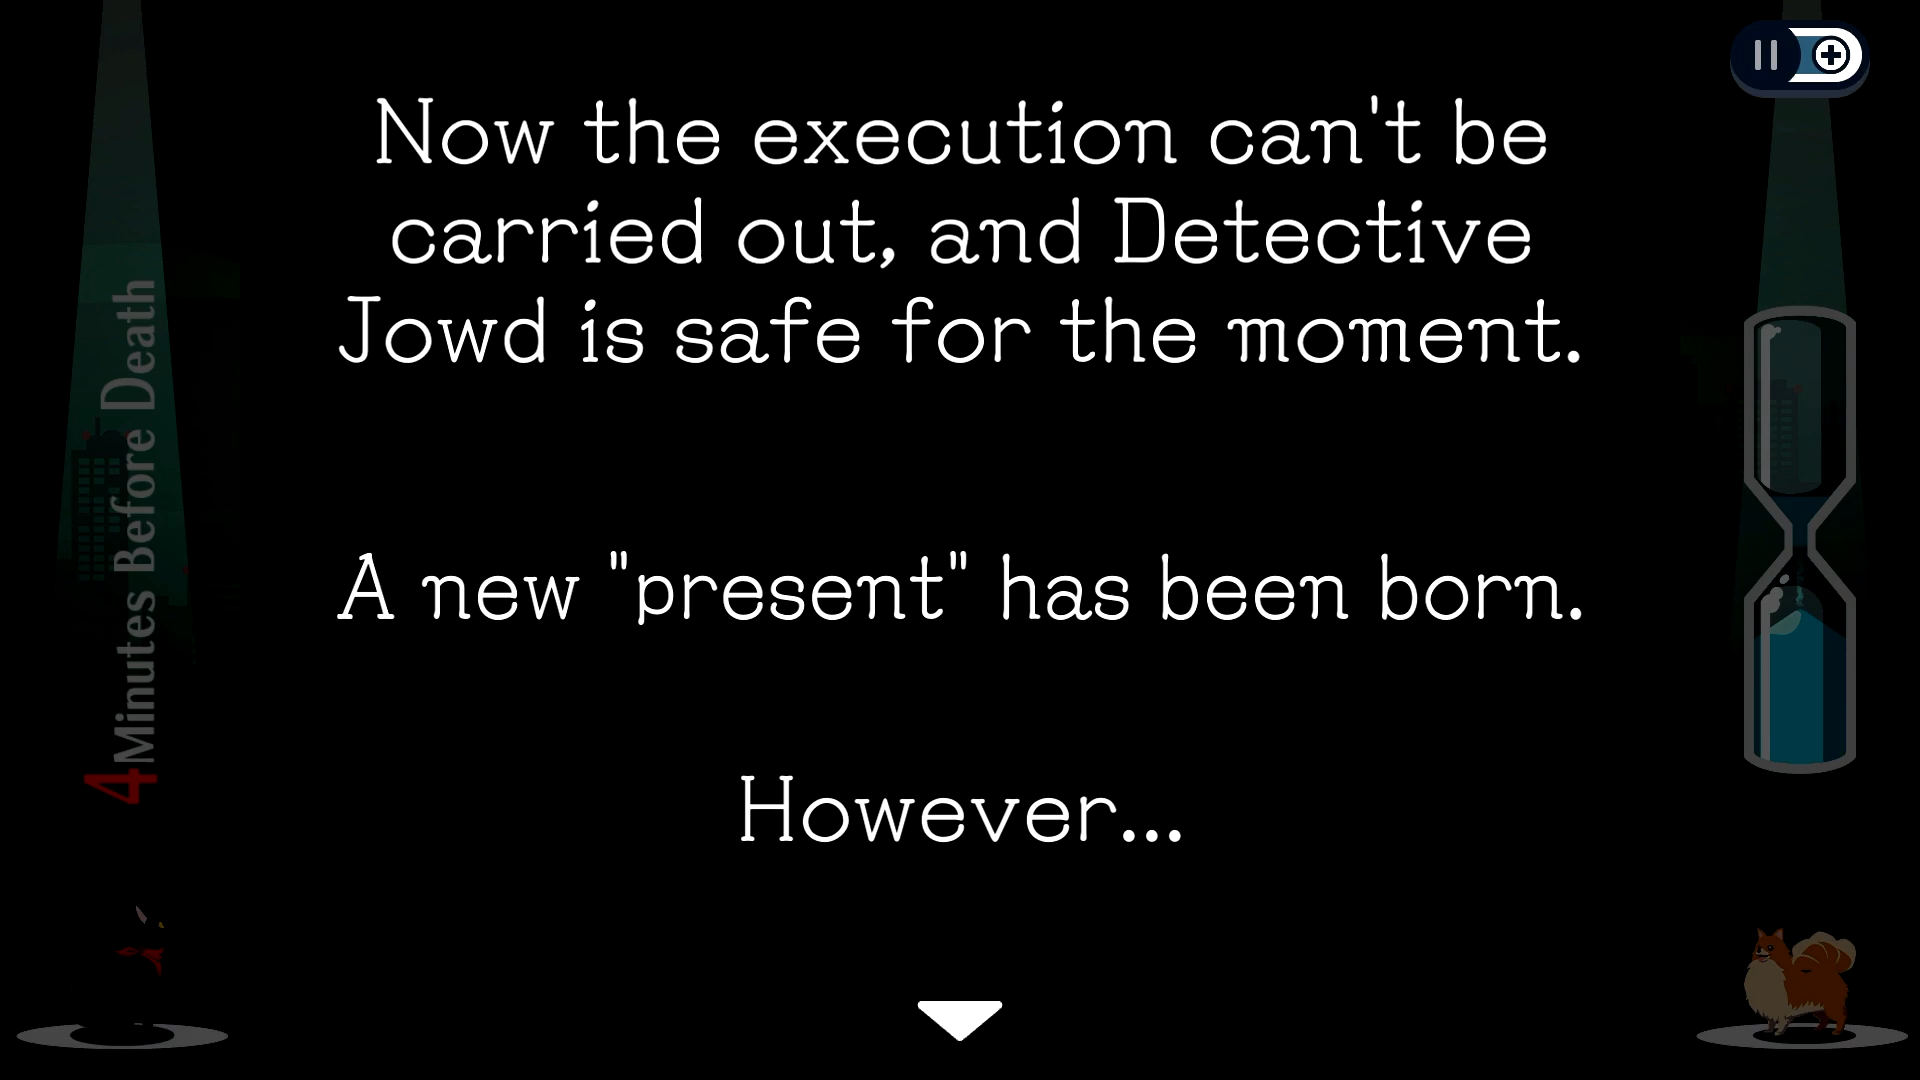 Now the execution can't be
carried out, and Detective
Jowd is safe for the moment.
A new "present" has been born.
However...
4 Minutes Before Death